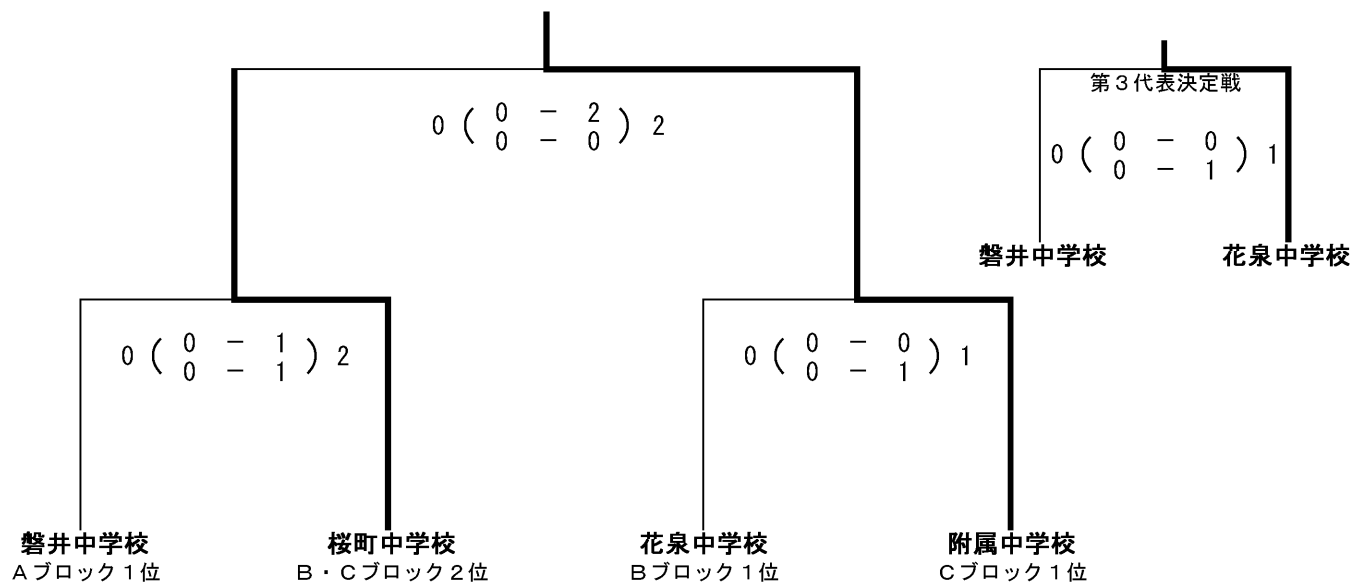 第３代表決定戦
0 ( 0 － 2 ) 2
0 － 0
0 ( 0 － 0 ) 1
0 － 1
磐井中学校 花泉中学校
0 ( 0 － 1 ) 2
0 － 1
0 ( 0 － 0 ) 1
0 － 1
磐井中学校 桜町中学校 花泉中学校 附属中学校
Ａブロック１位 Ｂ・Ｃブロック２位 Ｂブロック１位 Ｃブロック１位